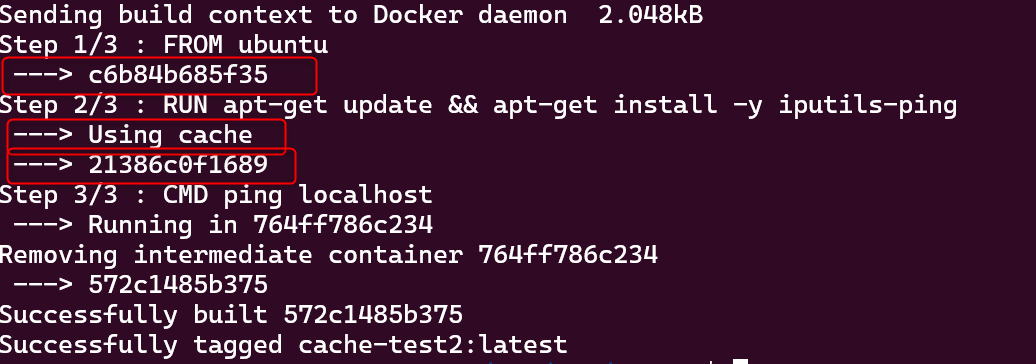 Sending build context to Docker daemon  2.048kB
Step 1/3 : FROM ubuntu
 ---> c6b84b685f35
Step 2/3 : RUN apt-get update && apt-get install -y iputils-ping
 ---> Using cache
 ---> 21386c0f1689
Step 3/3 : CMD ping localhost
 ---> Running in 764ff786c234
Removing intermediate container 764ff786c234
 ---> 572c1485b375
Successfully built 572c1485b375
Successfully tagged cache-test2:latest